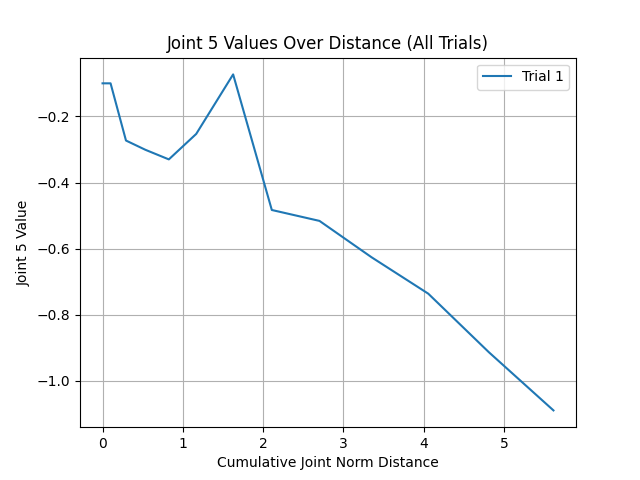 Joint 5 Values Over Distance (All Trials)
Trial 1
−0.2
−0.4
−0.6
−0.8
−1.0
Joint 5 Value
0 1 2 3 4 5
Cumulative Joint Norm Distance